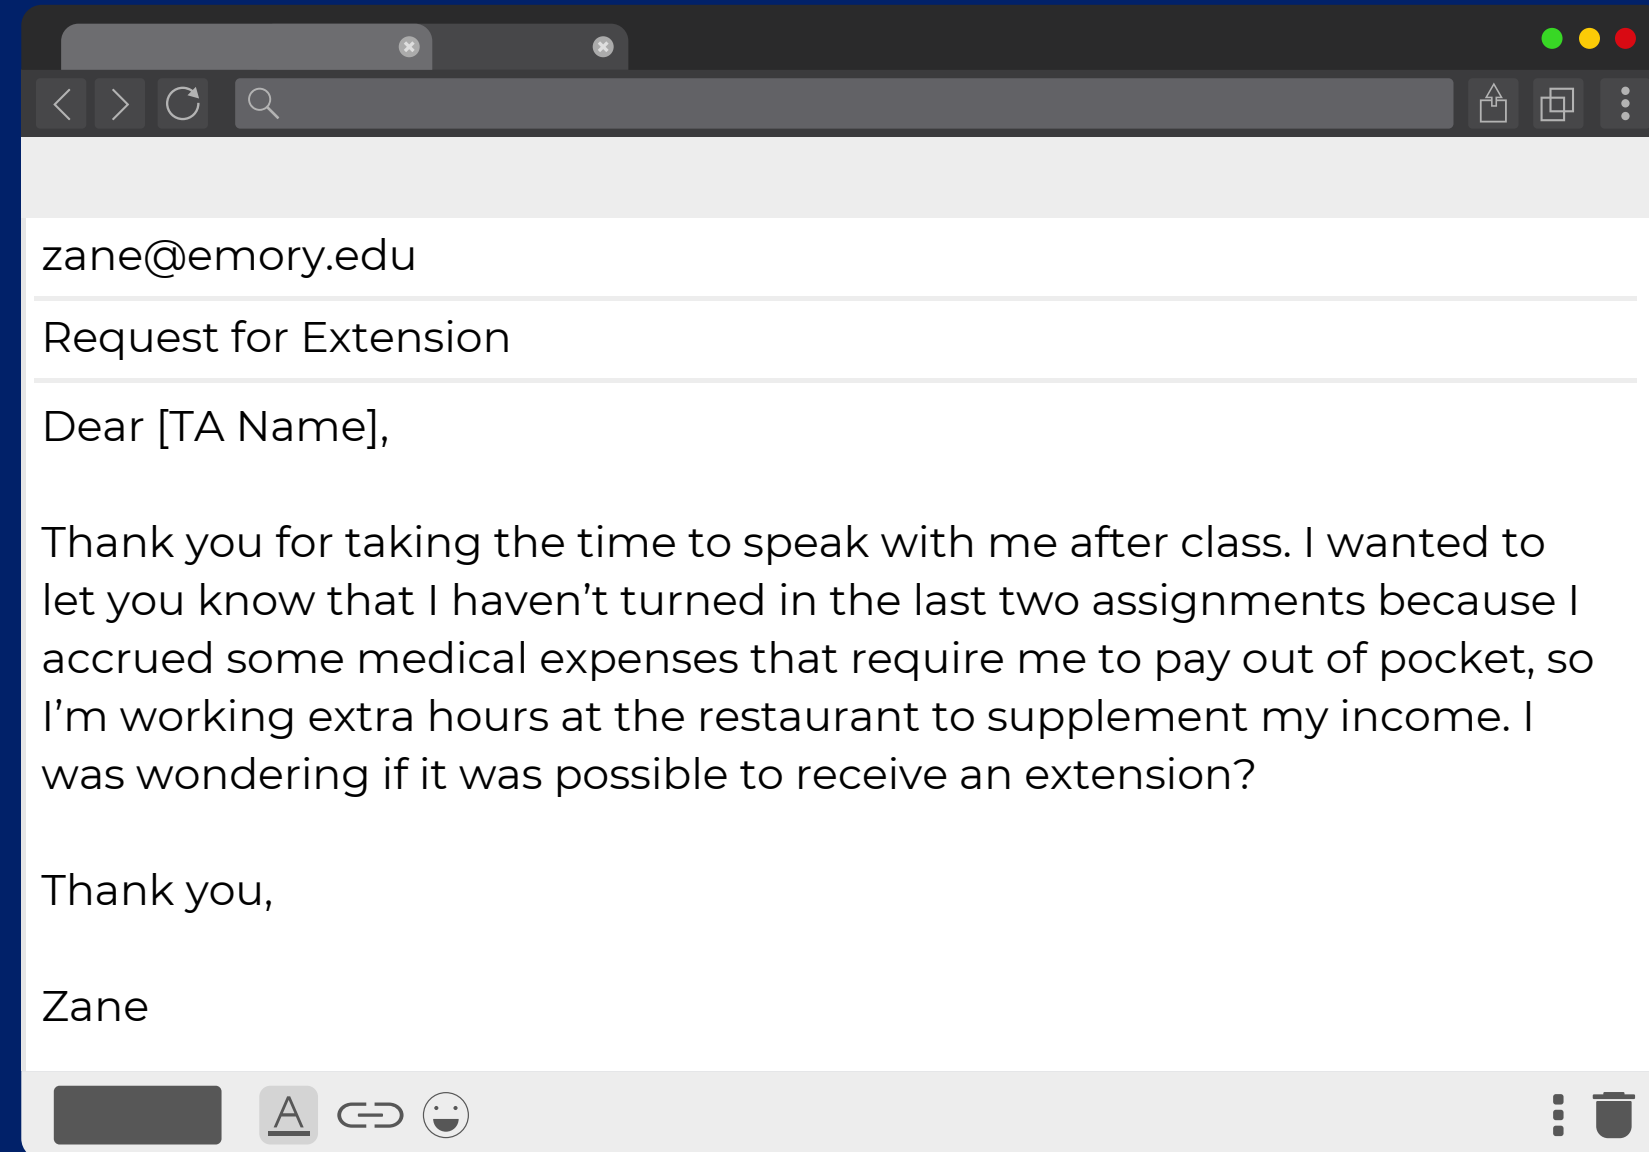 zane@emory.edu
Request for Extension
Dear [TA Name],
Thank you for taking the time to speak with me after class. I wanted to
let you know that I haven’t turned in the last two assignments because I
accrued some medical expenses that require me to pay out of pocket, so
I’m working extra hours at the restaurant to supplement my income. I
was wondering if it was possible to receive an extension?
Thank you,
Zane
A